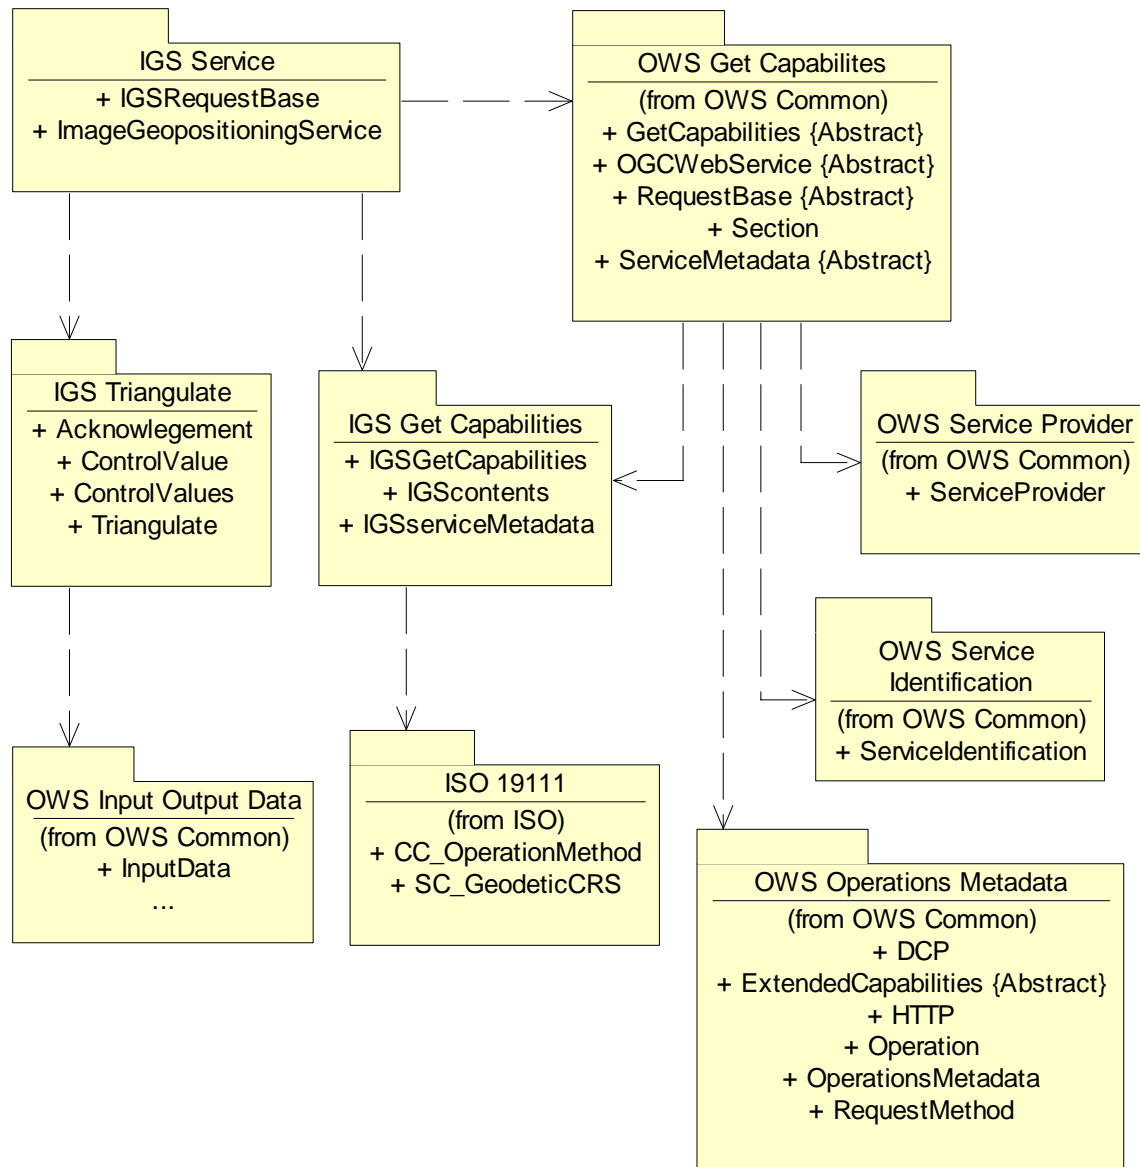 IGS Service
+ IGSRequestBase
+ ImageGeopositioningService
OWS Get Capabilites
(from OWS Common)
+ GetCapabilities {Abstract}
+ OGCWebService {Abstract}
+ RequestBase {Abstract}
+ Section
+ ServiceMetadata {Abstract}
IGS Triangulate
+ Acknowlegement
+ ControlValue
+ ControlValues
+ Triangulate
IGS Get Capabilities
+ IGSGetCapabilities
+ IGScontents
+ IGSserviceMetadata
OWS Service Provider
(from OWS Common)
+ ServiceProvider
OWS Service
Identification
(from OWS Common)
+ ServiceIdentification
OWS Input Output Data
(from OWS Common)
+ InputData
...
ISO 19111
(from ISO)
+ CC_OperationMethod
+ SC_GeodeticCRS
OWS Operations Metadata
(from OWS Common)
+ DCP
+ ExtendedCapabilities {Abstract}
+ HTTP
+ Operation
+ OperationsMetadata
+ RequestMethod